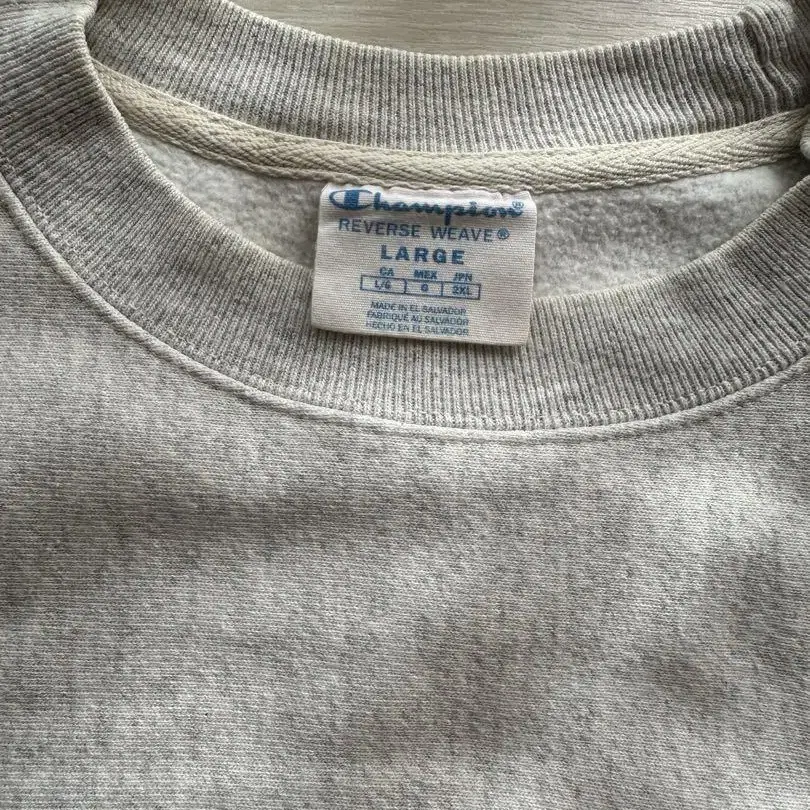 Champion®
REVERSE WEAVE®
LARGE
CA MEX JPN
L/G G 2XL
MADE IN EL SALVADOR
FABRIQUÉ AU SALVADOR
HECHO EN EL SALVADOR